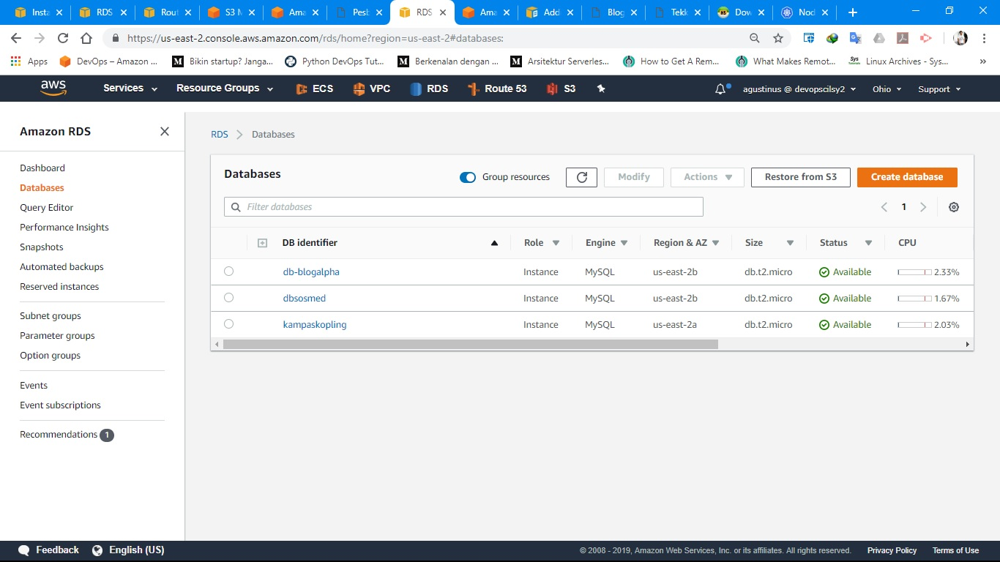 Insta RDS Rout S3 M Ama Pesb RDS Ama Add Blog Tekk Dow Nod
https://us-east-2.console.aws.amazon.com/rds/home?region=us-east-2#databases:
Apps DevOps – Amazon ... Bikin startup? Janga... Python DevOps Tut... Berkenalan dengan ... Arsitektur Serverles... How to Get A Rem... What Makes Remot... Linux Archives - Sys... »
aws Services Resource Groups ECS VPC RDS Route 53 S3 agustinus @ devopscilsy2 Ohio Support
Amazon RDS
Dashboard
Databases
Query Editor
Performance Insights
Snapshots
Automated backups
Reserved instances
Subnet groups
Parameter groups
Option groups
Events
Event subscriptions
Recommendations 1
RDS > Databases
Databases Group resources Modify Actions Restore from S3 Create database
Filter databases 1
DB identifier Role Engine Region & AZ Size Status CPU
db-blogalpha Instance MySQL us-east-2b db.t2.micro Available 2.33%
dbsosmed Instance MySQL us-east-2b db.t2.micro Available 1.67%
kampaskopling Instance MySQL us-east-2a db.t2.micro Available 2.03%
Feedback English (US) © 2008 - 2019, Amazon Web Services, Inc. or its affiliates. All rights reserved. Privacy Policy Terms of Use